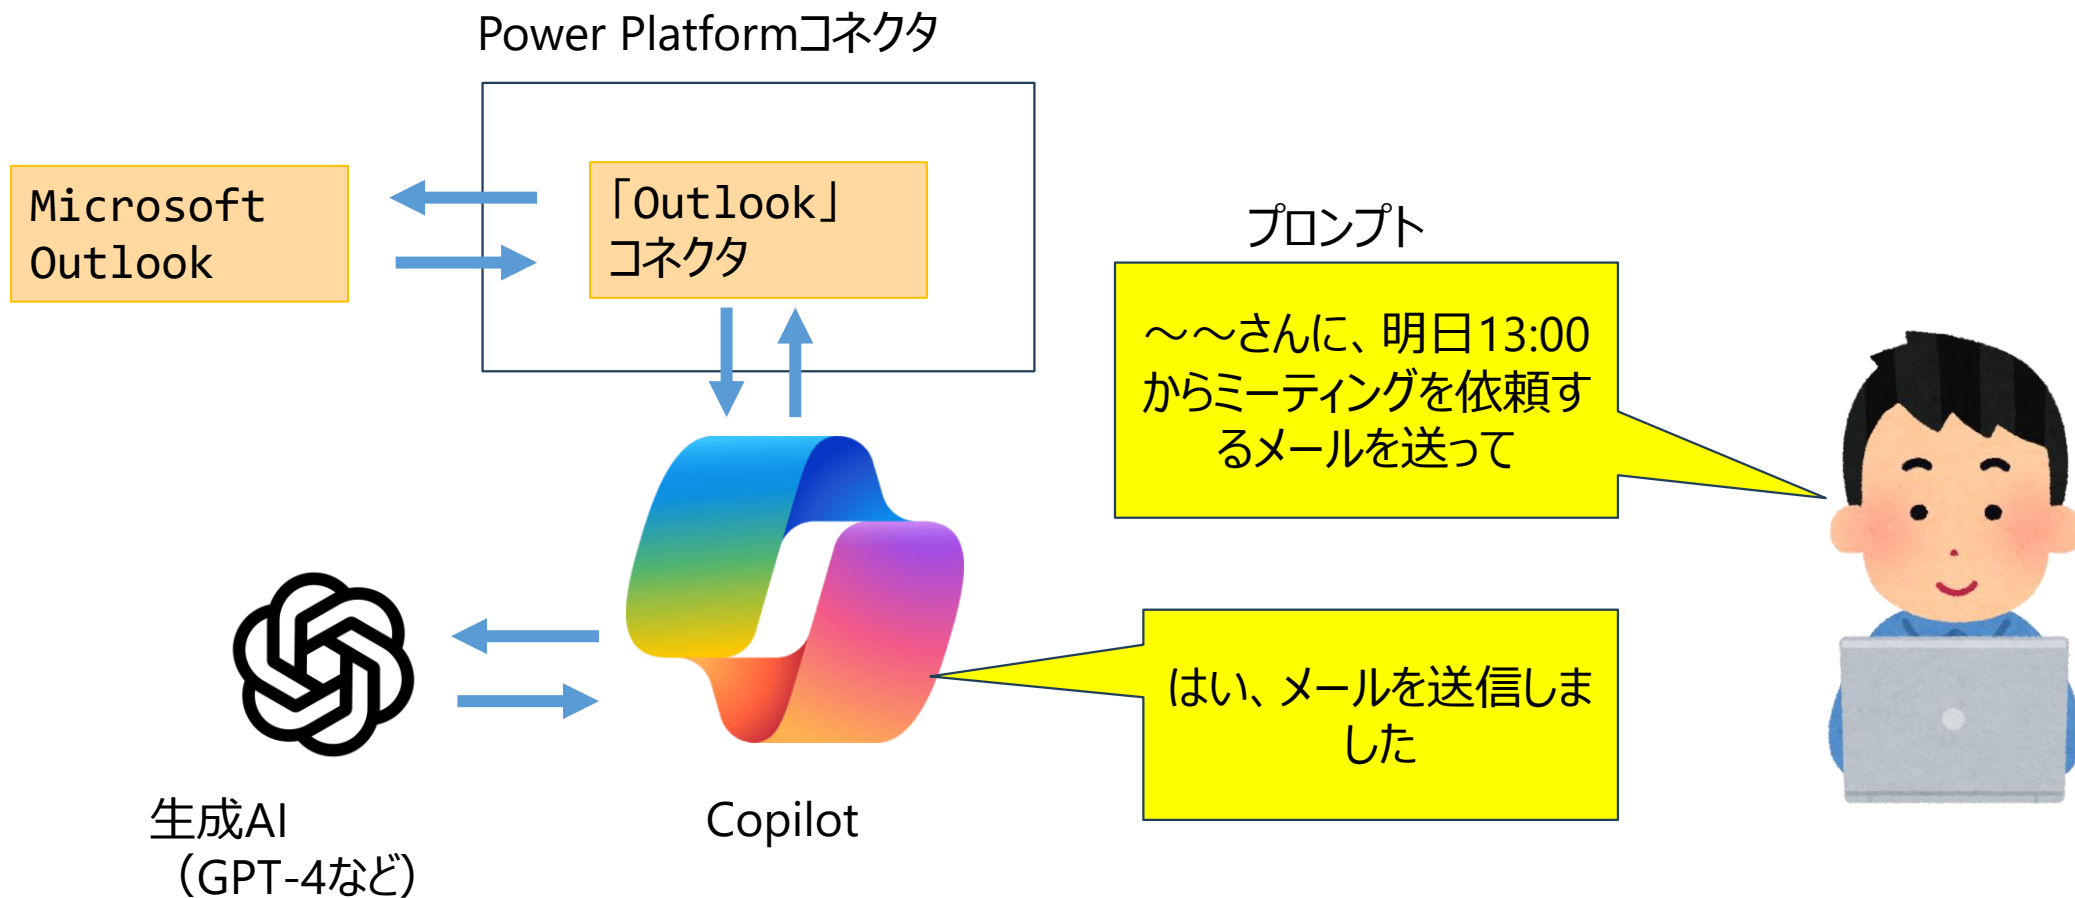 Power Platformコネクタ
Microsoft
Outlook
「Outlook」
コネクタ
プロンプト
～～さんに、明日13:00
からミーティングを依頼す
るメールを送って
はい、メールを送信しま
した
生成AI
（GPT-4など）
Copilot